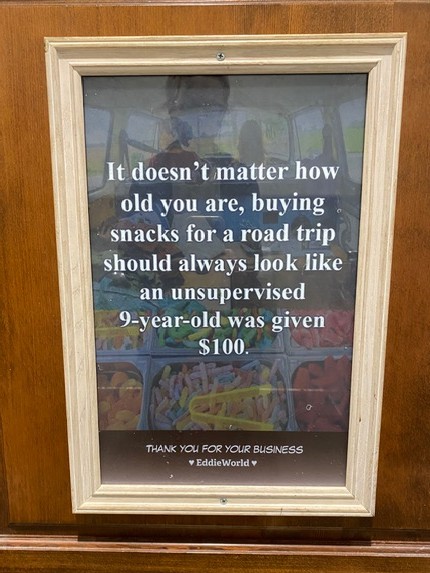 It doesn't matter how
old you are, buying
snacks for a road trip
should always look like
an unsupervised
9-year-old was given
$100.
THANK YOU FOR YOUR BUSINESS
♥ EddieWorld ♥